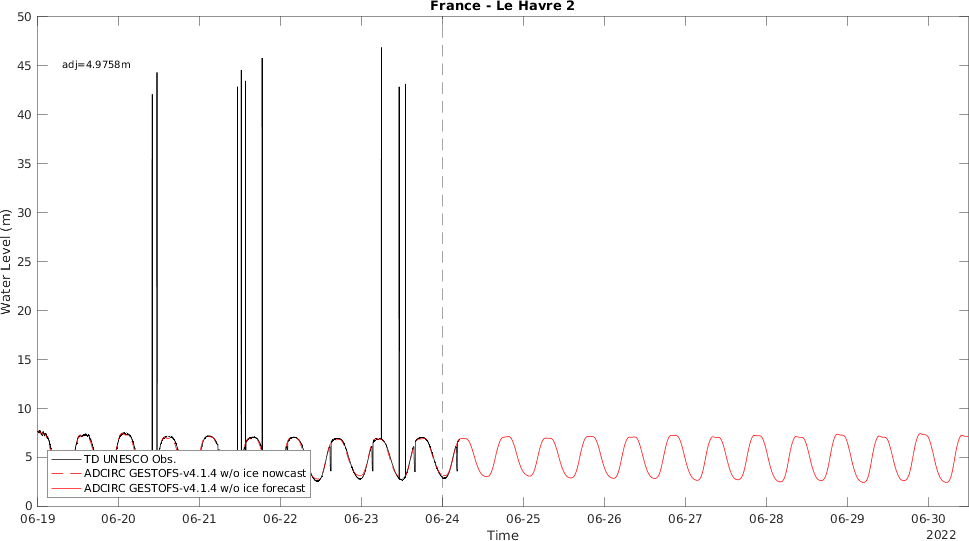 France - Le Havre 2
50
45
40
35
30
25
20
15
10
5
0
Water Level (m)
adj=4.9758m
TD UNESCO Obs.
ADCIRC GESTOFS-v4.1.4 w/o ice nowcast
ADCIRC GESTOFS-v4.1.4 w/o ice forecast
06-19 06-20 06-21 06-22 06-23 06-24 06-25 06-26 06-27 06-28 06-29 06-30
Time
2022